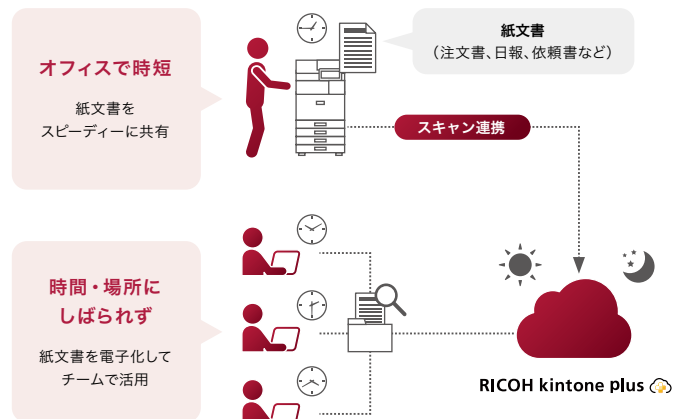 オフィスで時短
紙文書を
スピーディーに共有
紙文書
（注文書、日報、依頼書など）
スキャン連携
時間・場所に
しばられず
紙文書を電子化して
チームで活用
RICOH kintone plus